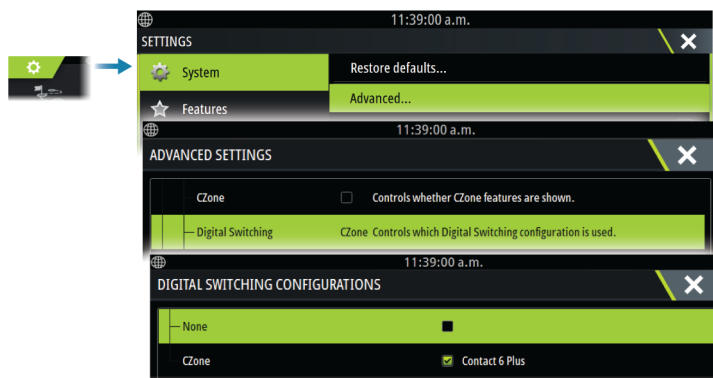 11:39:00 a.m.
SETTINGS
System
Restore defaults...
Features
Advanced...
11:39:00 a.m.
ADVANCED SETTINGS
CZone Controls whether CZone features are shown.
Digital Switching CZone Controls which Digital Switching configuration is used.
11:39:00 a.m.
DIGITAL SWITCHING CONFIGURATIONS
None
CZone Contact 6 Plus